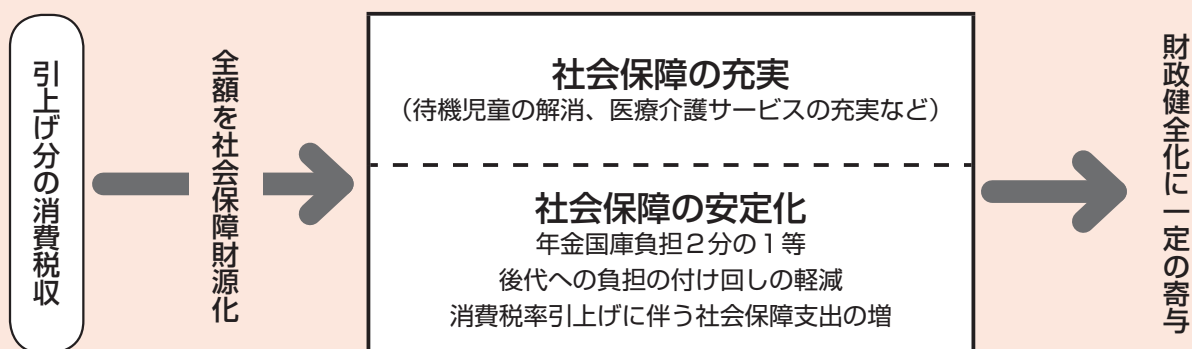 引上げ分の消費税収
全額を社会保障財源化
社会保障の充実
（待機児童の解消、医療介護サービスの充実など）
社会保障の安定化
年金国庫負担２分の１等
後代への負担の付け回しの軽減
消費税率引上げに伴う社会保障支出の増
財政健全化に一定の寄与